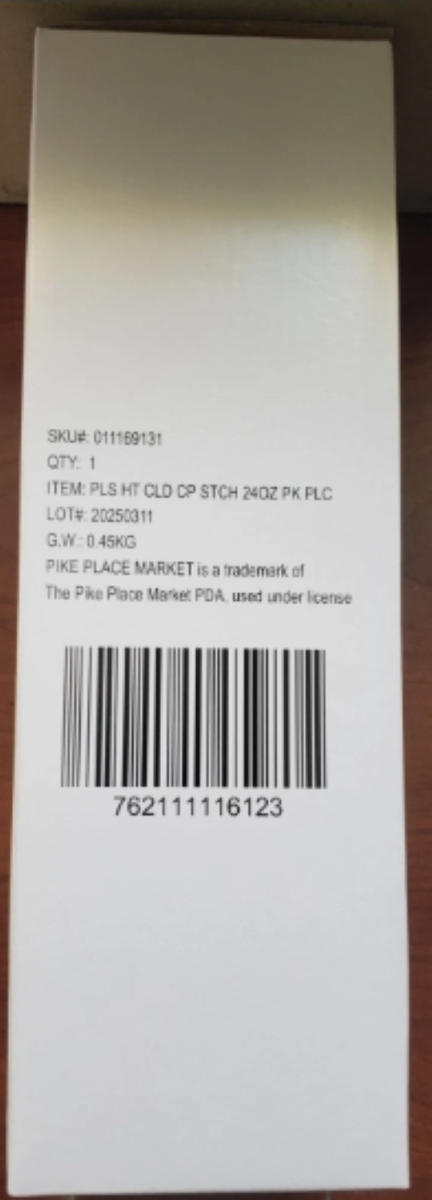 SKU#: 011169131
QTY: 1
ITEM: PLS HT CLD CP STCH 24OZ PK PLC
LOT#: 20250311
G.W.: 0.45KG
PIKE PLACE MARKET is a trademark of
The Pike Place Market PDA, used under license
762111116123